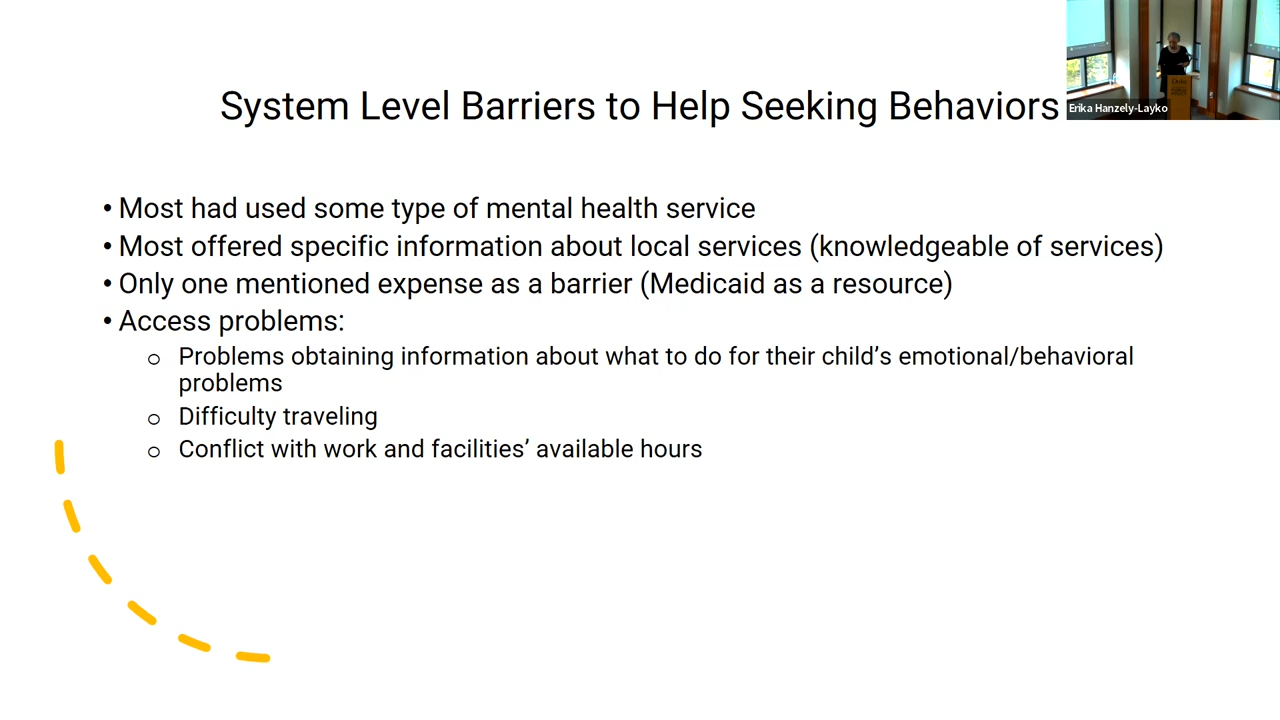 System Level Barriers to Help Seeking Behaviors
Erika Hanzely-Layko
• Most had used some type of mental health service
• Most offered specific information about local services (knowledgeable of services)
• Only one mentioned expense as a barrier (Medicaid as a resource)
• Access problems:
o Problems obtaining information about what to do for their child’s emotional/behavioral
problems
o Difficulty traveling
o Conflict with work and facilities’ available hours